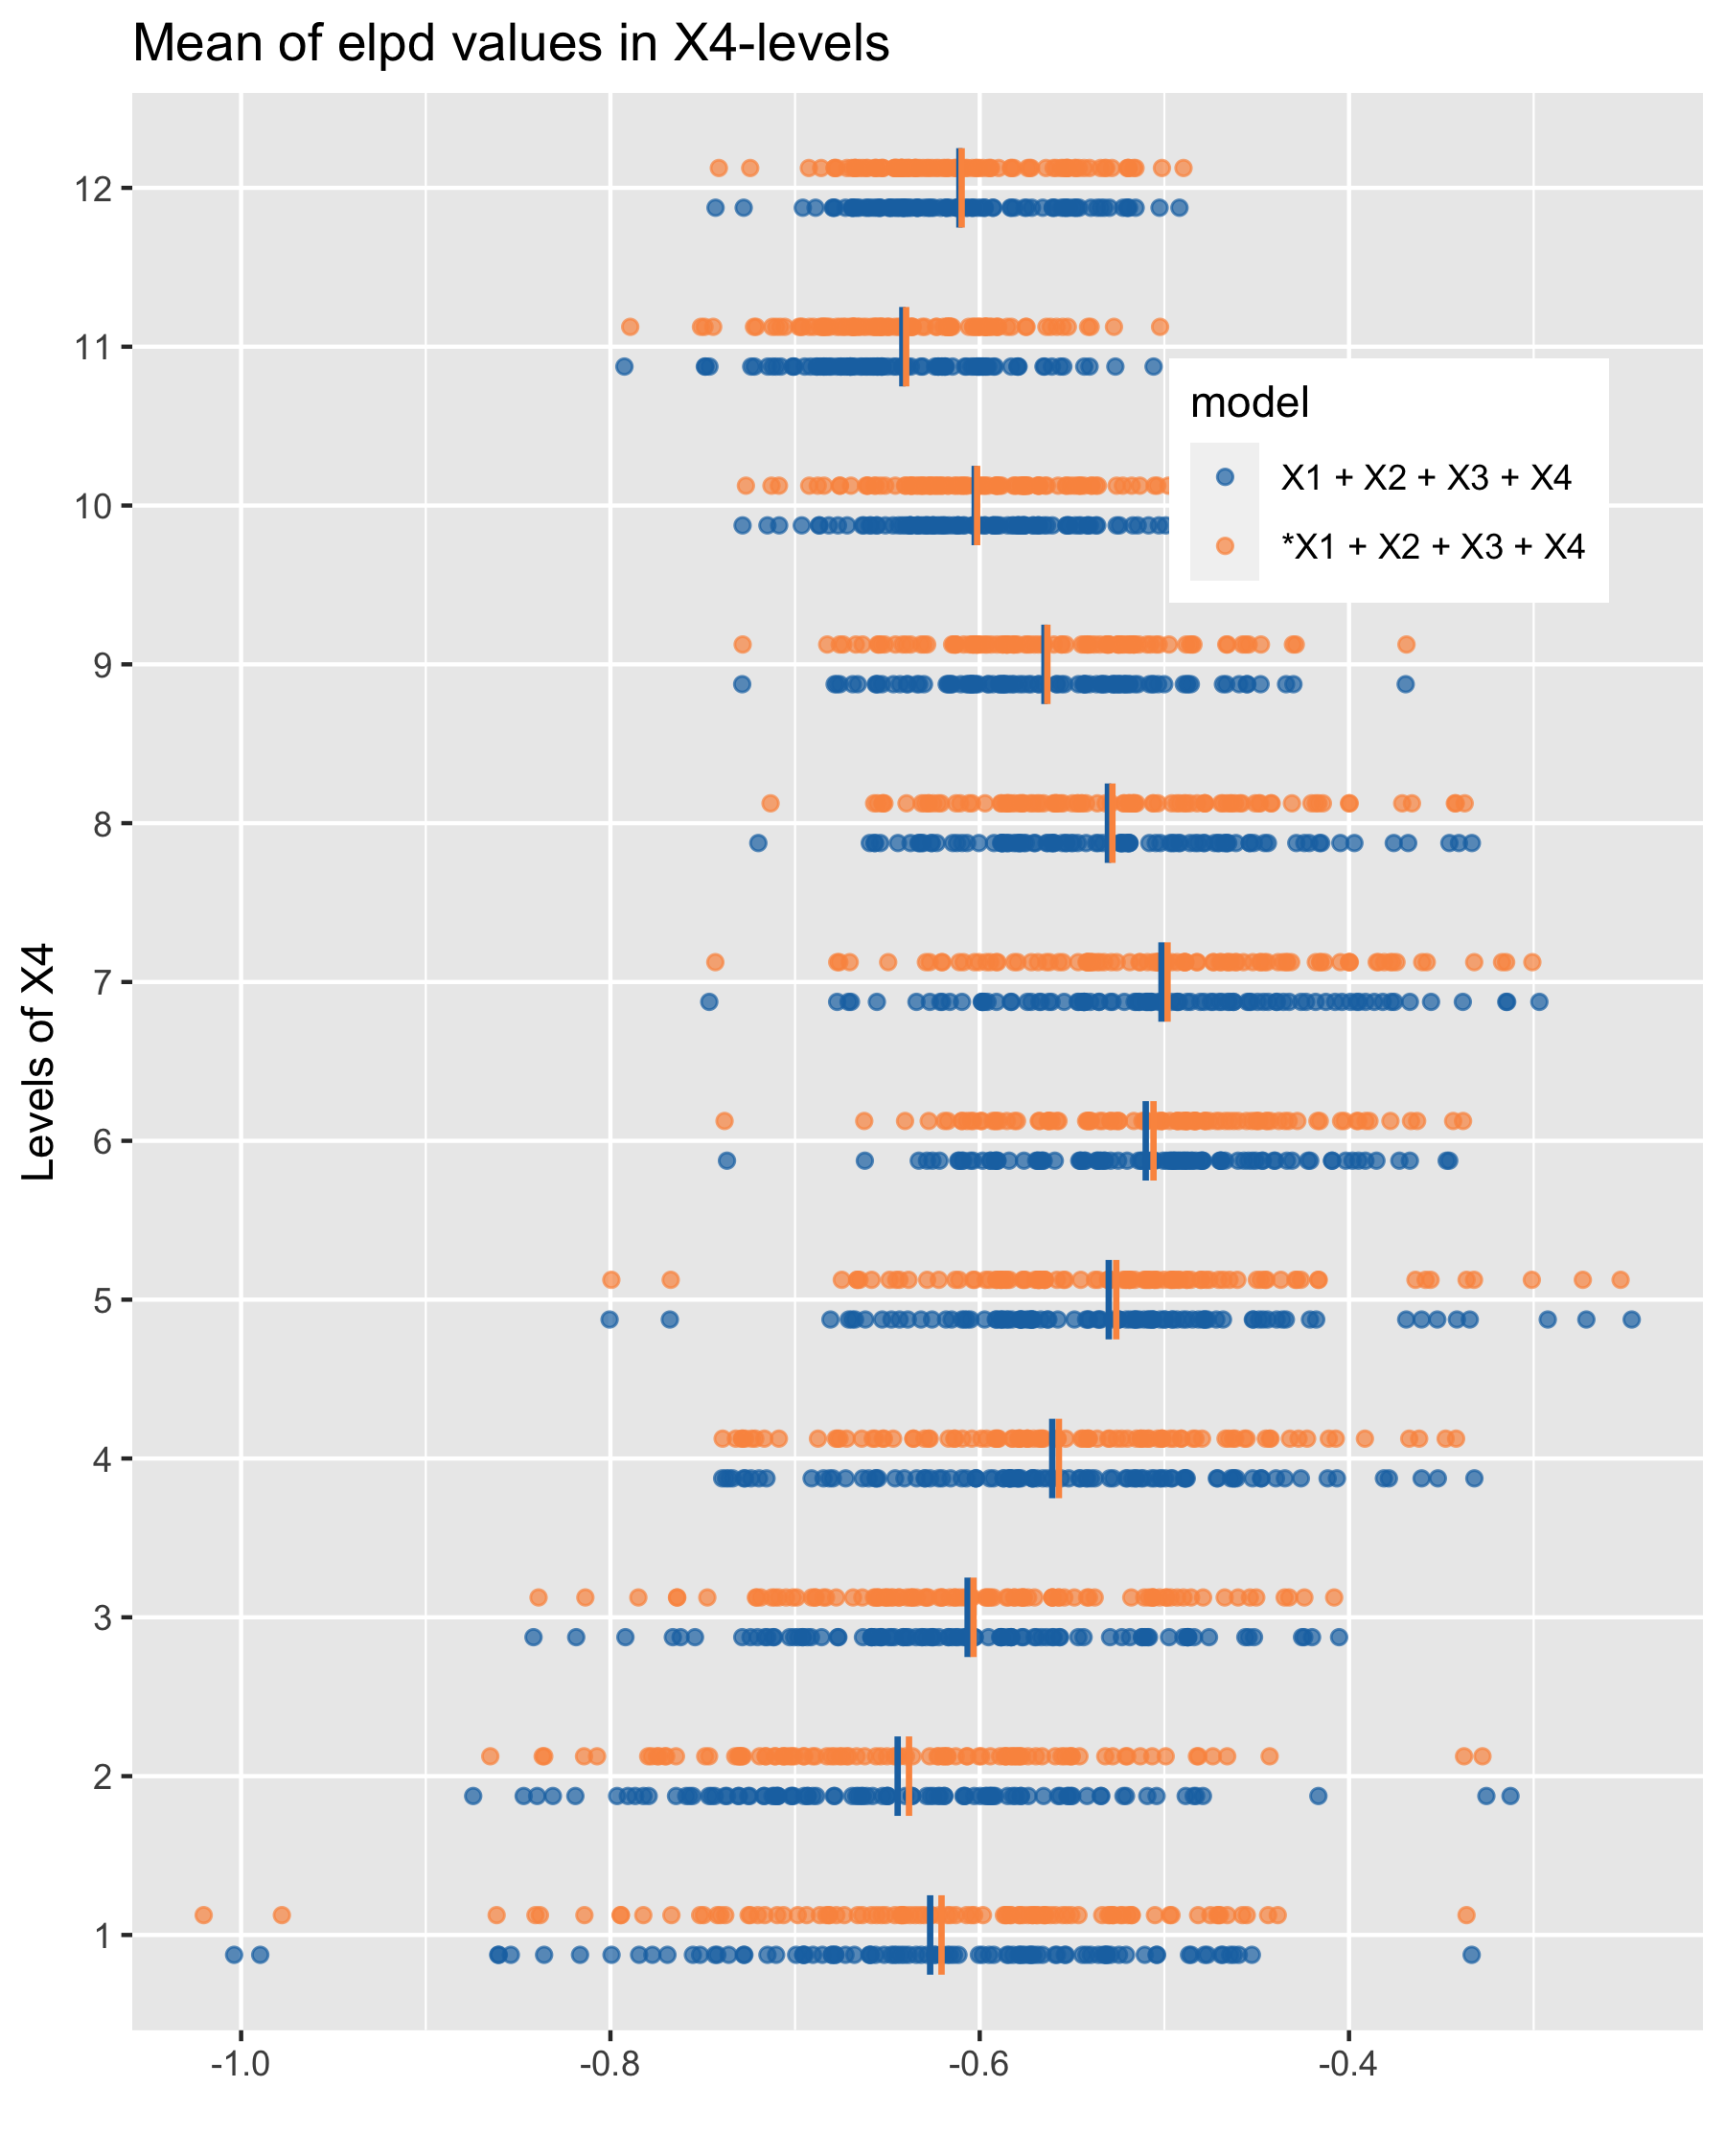 Mean of elpd values in X4-levels
12
11
model
X1 + X2 + X3 + X4
*X1 + X2 + X3 + X4
10
9
8
7
Levels of X4
6
5
4
3
2
1
-1.0 -0.8 -0.6 -0.4